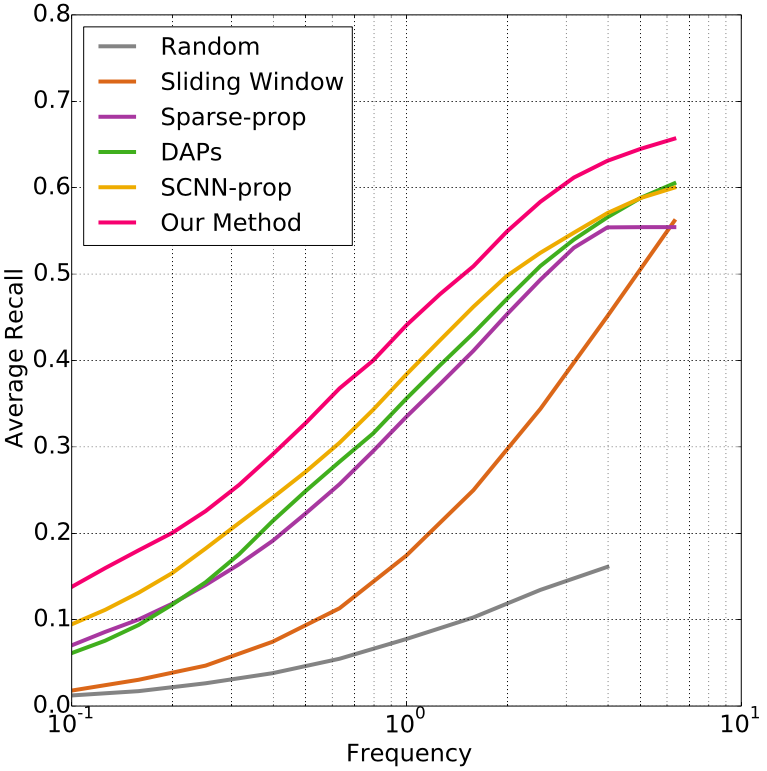 0.8
0.7
0.6
0.5
0.4
0.3
0.2
0.1
0.0
Average Recall
Random
Sliding Window
Sparse-prop
DAPs
SCNN-prop
Our Method
10^-1
10^0
10^1
Frequency